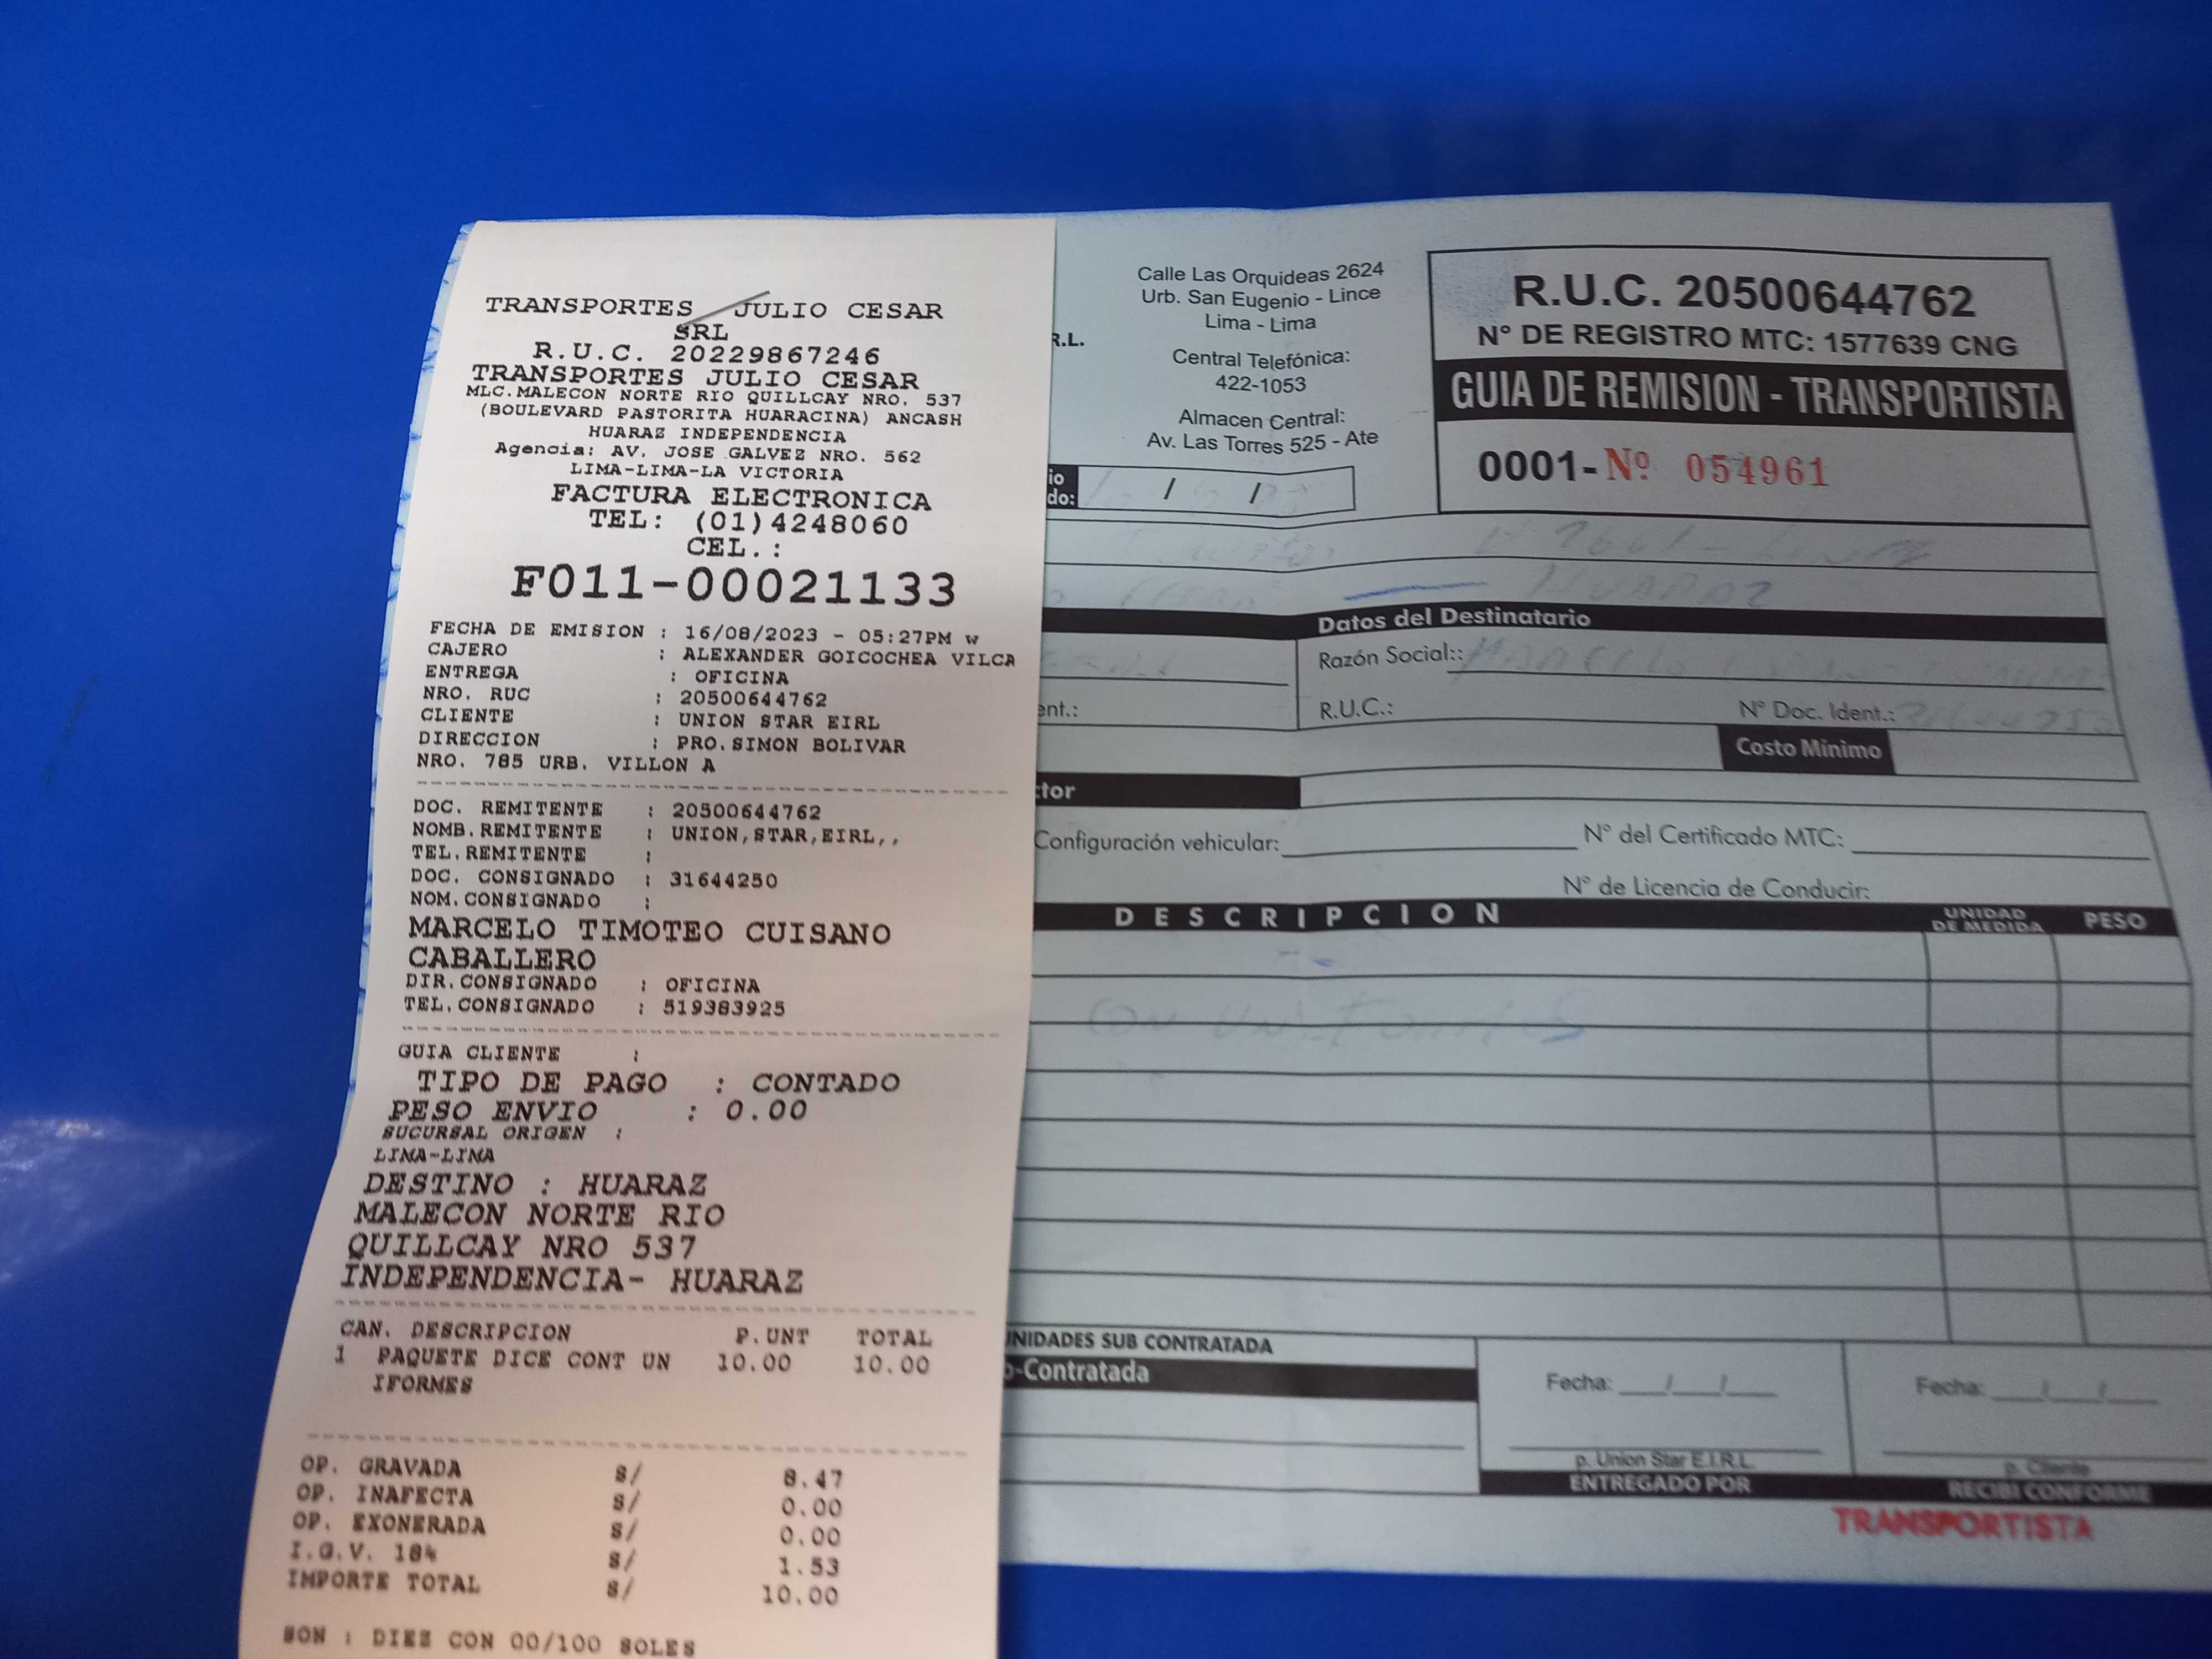 TRANSPORTES JULIO CESAR
SRL
R.U.C. 20229867246
TRANSPORTES JULIO CESAR
MLC.MALECON NORTE RIO QUILLCAY NRO. 537
(BOULEVARD PASTORITA HUARACINA) ANCASH
HUARAZ INDEPENDENCIA
Agencia: AV. JOSE GALVEZ NRO. 562
LIMA-LIMA-LA VICTORIA
FACTURA ELECTRONICA
TEL: (01)4248060
CEL.:
F011-00021133
FECHA DE EMISION : 16/08/2023 - 05:27PM W
CAJERO : ALEXANDER GOICOCHEA VILCA
ENTREGA : OFICINA
NRO. RUC : 20500644762
CLIENTE : UNION STAR EIRL
DIRECCION : PRO.SIMON BOLIVAR
NRO. 785 URB. VILLON A
DOC. REMITENTE : 20500644762
NOMB.REMITENTE : UNION,STAR,EIRL,,
TEL.REMITENTE :
DOC. CONSIGNADO : 31644250
NOM.CONSIGNADO :
MARCELO TIMOTEO CUISANO
CABALLERO
DIR.CONSIGNADO : OFICINA
TEL.CONSIGNADO : 519383925
GUIA CLIENTE :
TIPO DE PAGO : CONTADO
PESO ENVIO : 0.00
SUCURSAL ORIGEN :
LIMA-LIMA
DESTINO : HUARAZ
MALECON NORTE RIO
QUILLCAY NRO 537
INDEPENDENCIA- HUARAZ
CAN. DESCRIPCION P.UNT TOTAL
1 PAQUETE DICE CONT UN 10.00 10.00
IFORMES
OP. GRAVADA S/ 8.47
OP. INAFECTA S/ 0.00
OP. EXONERADA S/ 0.00
I.G.V. 18% S/ 1.53
IMPORTE TOTAL S/ 10.00
SON : DIEZ CON 00/100 SOLES
R.L.
Calle Las Orquideas 2624
Urb. San Eugenio - Lince
Lima - Lima
Central Telefónica:
422-1053
Almacen Central:
Av. Las Torres 525 - Ate
R.U.C. 20500644762
N° DE REGISTRO MTC: 1577639 CNG
GUIA DE REMISION - TRANSPORTISTA
0001-Nº 054961
io
do: / /
HUARAZ
Datos del Destinatario
Razón Social:: MARCELO
ent.:
R.U.C.: N° Doc. Ident.:
Costo Mínimo
ctor
Configuración vehicular: N° del Certificado MTC:
N° de Licencia de Conducir:
DESCRIPCION UNIDAD DE MEDIDA PESO
CON UNIFORMES
UNIDADES SUB CONTRATADA
o-Contratada
Fecha: / / Fecha: / /
p. Union Star E.I.R.L. p. Cliente
ENTREGADO POR RECIBI CONFORME
TRANSPORTISTA